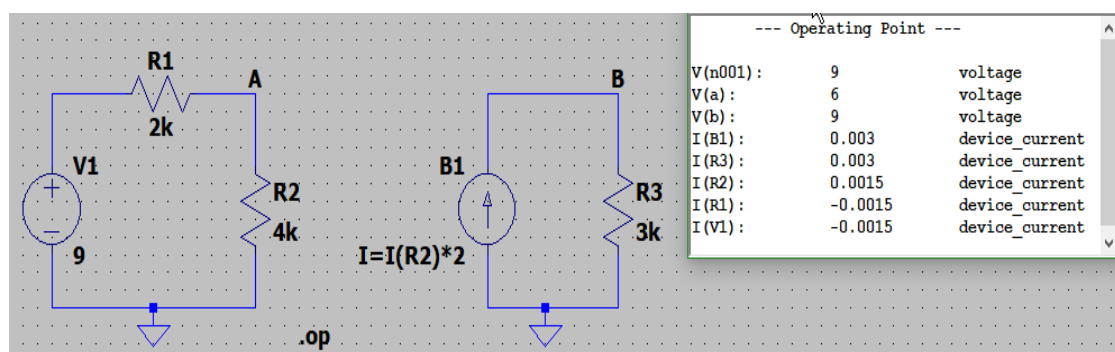 R1
A
2k
V1
+
−
9
R2
4k
.op
B
B1
I=I(R2)*2
R3
3k
--- Operating Point ---
V(n001): 9 voltage
V(a): 6 voltage
V(b): 9 voltage
I(B1): 0.003 device_current
I(R3): 0.003 device_current
I(R2): 0.0015 device_current
I(R1): -0.0015 device_current
I(V1): -0.0015 device_current